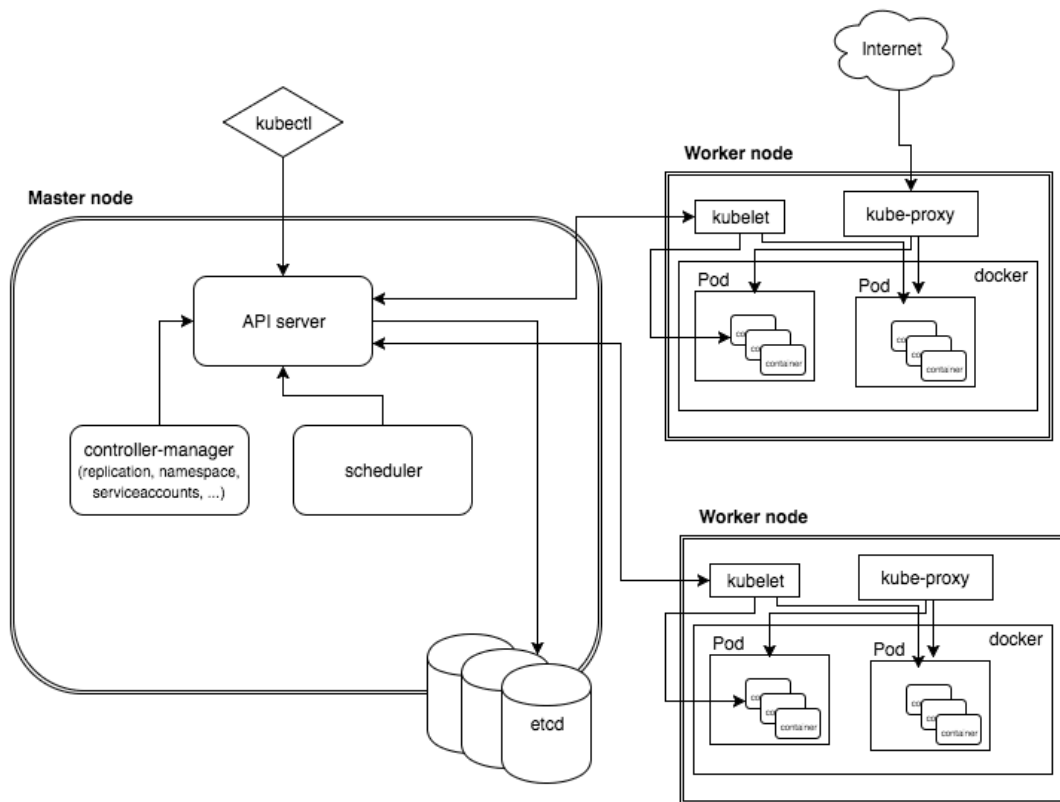 Internet
kubectl
Master node
API server
controller-manager
(replication, namespace,
serviceaccounts, ...)
scheduler
etcd
Worker node
kubelet
kube-proxy
docker
Pod
container
Pod
container
Worker node
kubelet
kube-proxy
docker
Pod
container
Pod
container